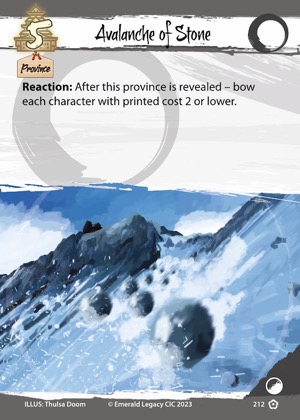 Avalanche of Stone
5
Province
Reaction: After this province is revealed – bow
each character with printed cost 2 or lower.
ILLUS: Thulsa Doom © Emerald Legacy CIC 2023 212